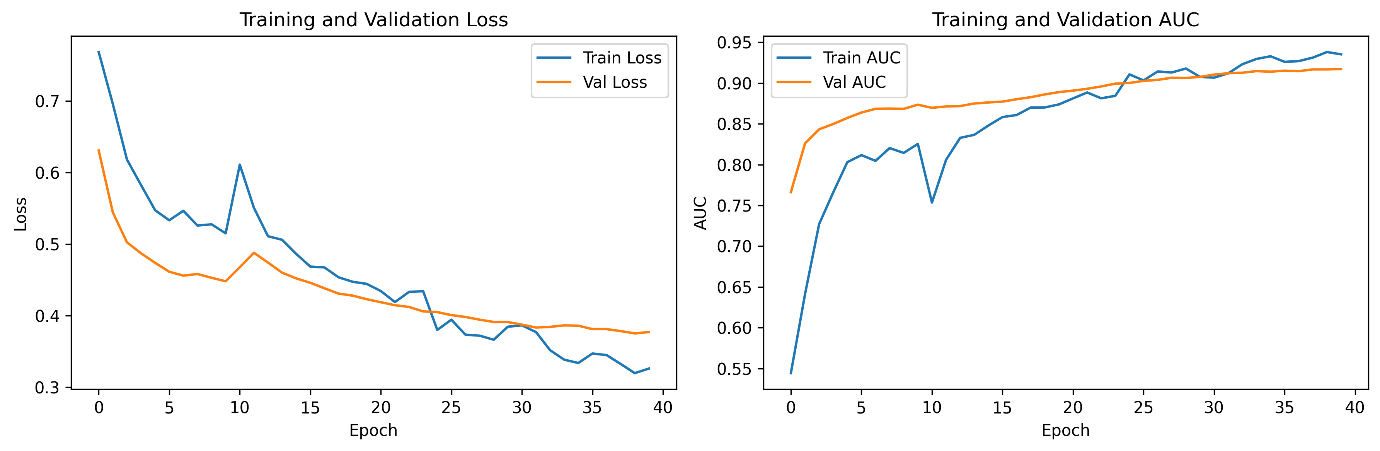 Training and Validation Loss
Train Loss
Val Loss
0.7
0.6
0.5
0.4
0.3
Loss
0 5 10 15 20 25 30 35 40
Epoch
Training and Validation AUC
Train AUC
Val AUC
0.95
0.90
0.85
0.80
0.75
0.70
0.65
0.60
0.55
AUC
0 5 10 15 20 25 30 35 40
Epoch